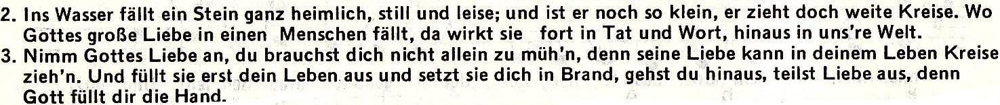 2. Ins Wasser fällt ein Stein ganz heimlich, still und leise; und ist er noch so klein, er zieht doch weite Kreise. Wo
Gottes große Liebe in einen Menschen fällt, da wirkt sie fort in Tat und Wort, hinaus in uns're Welt.
3. Nimm Gottes Liebe an, du brauchst dich nicht allein zu müh'n, denn seine Liebe kann in deinem Leben Kreise
zieh'n. Und füllt sie erst dein Leben aus und setzt sie dich in Brand, gehst du hinaus, teilst Liebe aus, denn
Gott füllt dir die Hand.